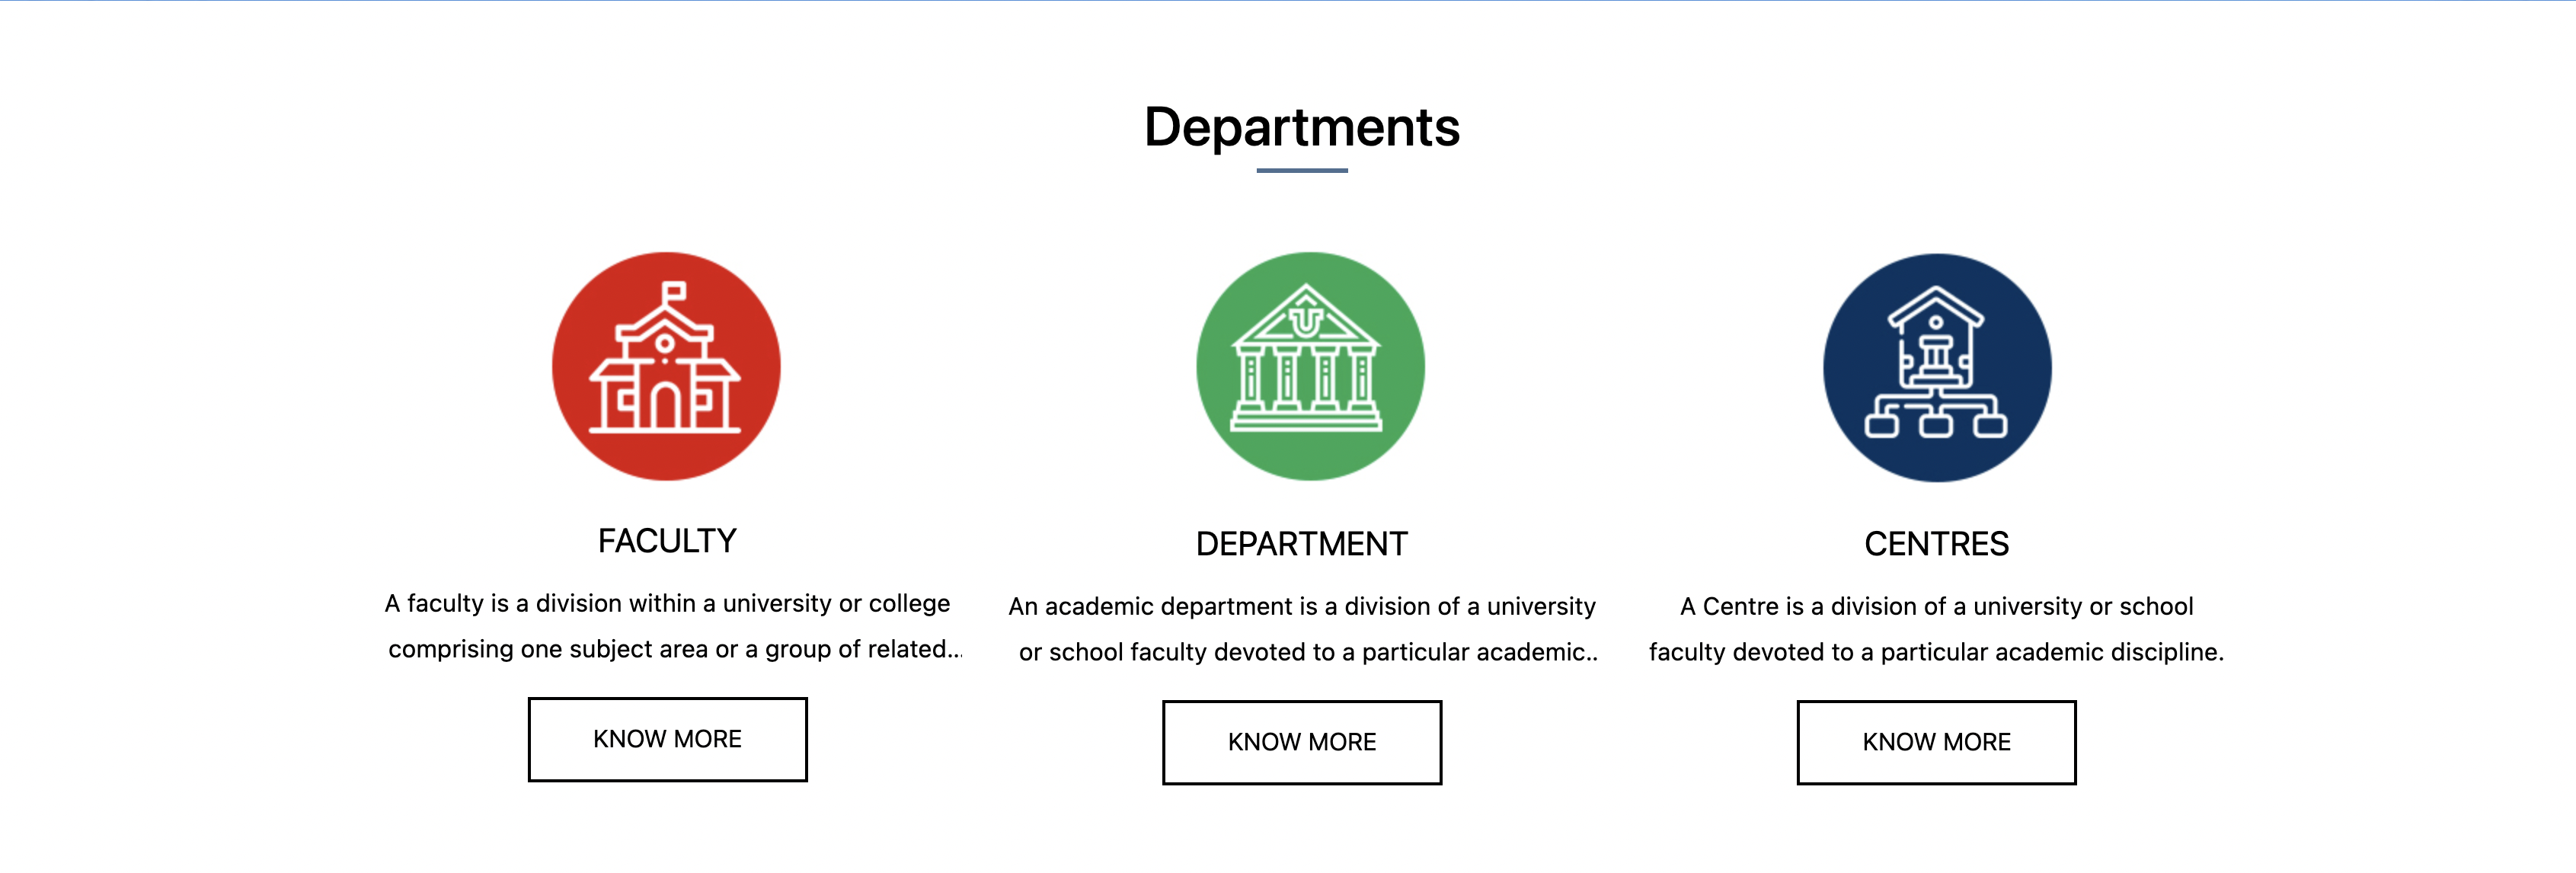 Departments
FACULTY
A faculty is a division within a university or college
comprising one subject area or a group of related...
KNOW MORE
DEPARTMENT
An academic department is a division of a university
or school faculty devoted to a particular academic..
KNOW MORE
CENTRES
A Centre is a division of a university or school
faculty devoted to a particular academic discipline.
KNOW MORE